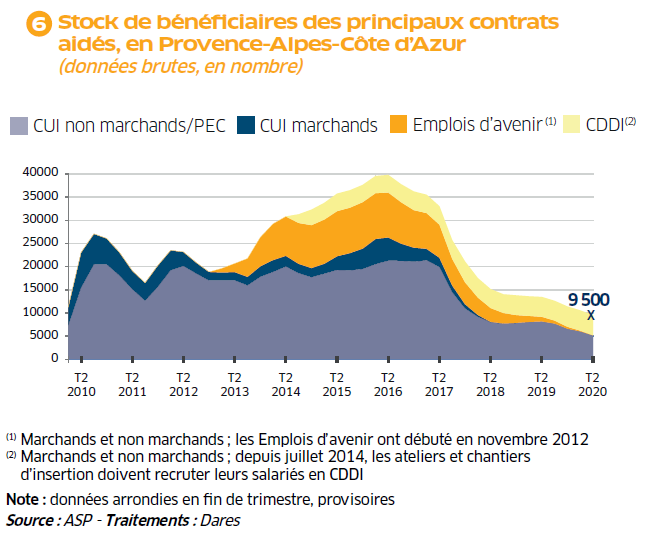 6 Stock de bénéficiaires des principaux contrats
aidés, en Provence-Alpes-Côte d’Azur
(données brutes, en nombre)
CUI non marchands/PEC CUI marchands Emplois d’avenir (1) CDDI (2)
40000
35000
30000
25000
20000
15000
10000
5000
0
9 500
x
T2 T2 T2 T2 T2 T2 T2 T2 T2 T2 T2
2010 2011 2012 2013 2014 2015 2016 2017 2018 2019 2020
(1) Marchands et non marchands ; les Emplois d’avenir ont débuté en novembre 2012
(2) Marchands et non marchands ; depuis juillet 2014, les ateliers et chantiers
d’insertion doivent recruter leurs salariés en CDDI
Note : données arrondies en fin de trimestre, provisoires
Source : ASP - Traitements : Dares